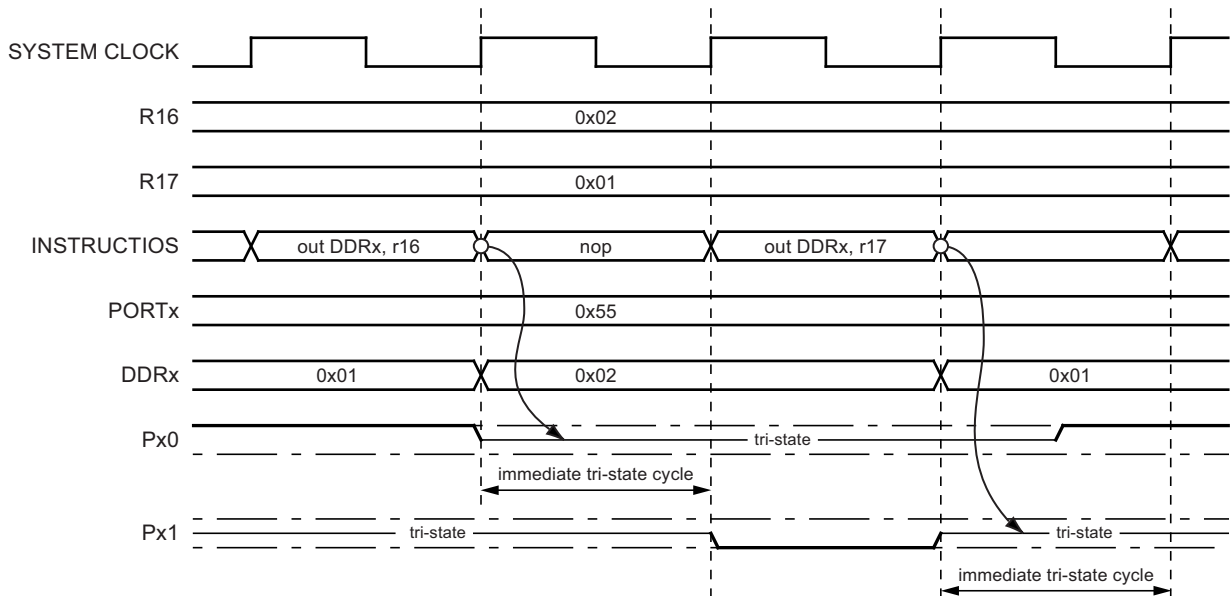 SYSTEM CLOCK
R16
0x02
R17
0x01
INSTRUCTIOS
out DDRx, r16
nop
out DDRx, r17
PORTx
0x55
DDRx
0x01
0x02
0x01
Px0
tri-state
immediate tri-state cycle
Px1
tri-state
tri-state
immediate tri-state cycle